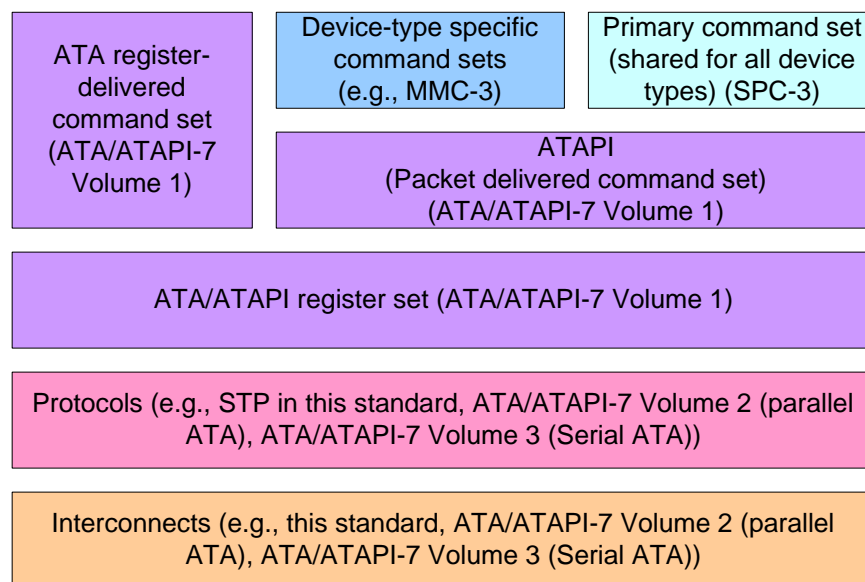 ATA register-
delivered
command set
(ATA/ATAPI-7
Volume 1)
Device-type specific
command sets
(e.g., MMC-3)
Primary command set
(shared for all device
types) (SPC-3)
ATAPI
(Packet delivered command set)
(ATA/ATAPI-7 Volume 1)
ATA/ATAPI register set (ATA/ATAPI-7 Volume 1)
Protocols (e.g., STP in this standard, ATA/ATAPI-7 Volume 2 (parallel
ATA), ATA/ATAPI-7 Volume 3 (Serial ATA))
Interconnects (e.g., this standard, ATA/ATAPI-7 Volume 2 (parallel
ATA), ATA/ATAPI-7 Volume 3 (Serial ATA))